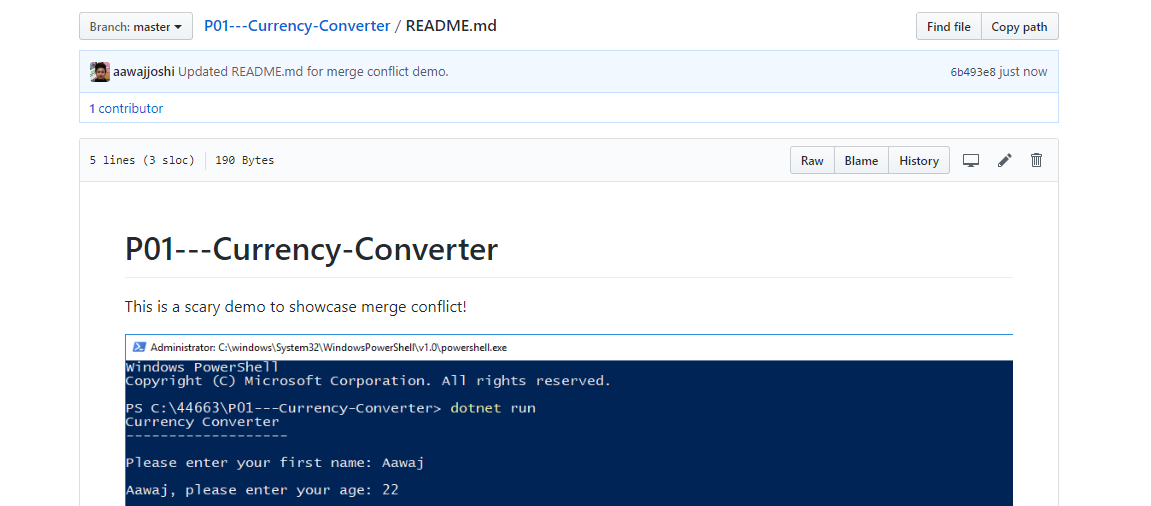 Branch: master P01---Currency-Converter / README.md Find file Copy path
aawajjoshi Updated README.md for merge conflict demo. 6b493e8 just now
1 contributor
5 lines (3 sloc) 190 Bytes Raw Blame History
P01---Currency-Converter
This is a scary demo to showcase merge conflict!
Administrator: C:\windows\System32\WindowsPowerShell\v1.0\powershell.exe
Windows PowerShell
Copyright (C) Microsoft Corporation. All rights reserved.
PS C:\44663\P01---Currency-Converter> dotnet run
Currency Converter
-------------------
Please enter your first name: Aawaj
Aawaj, please enter your age: 22